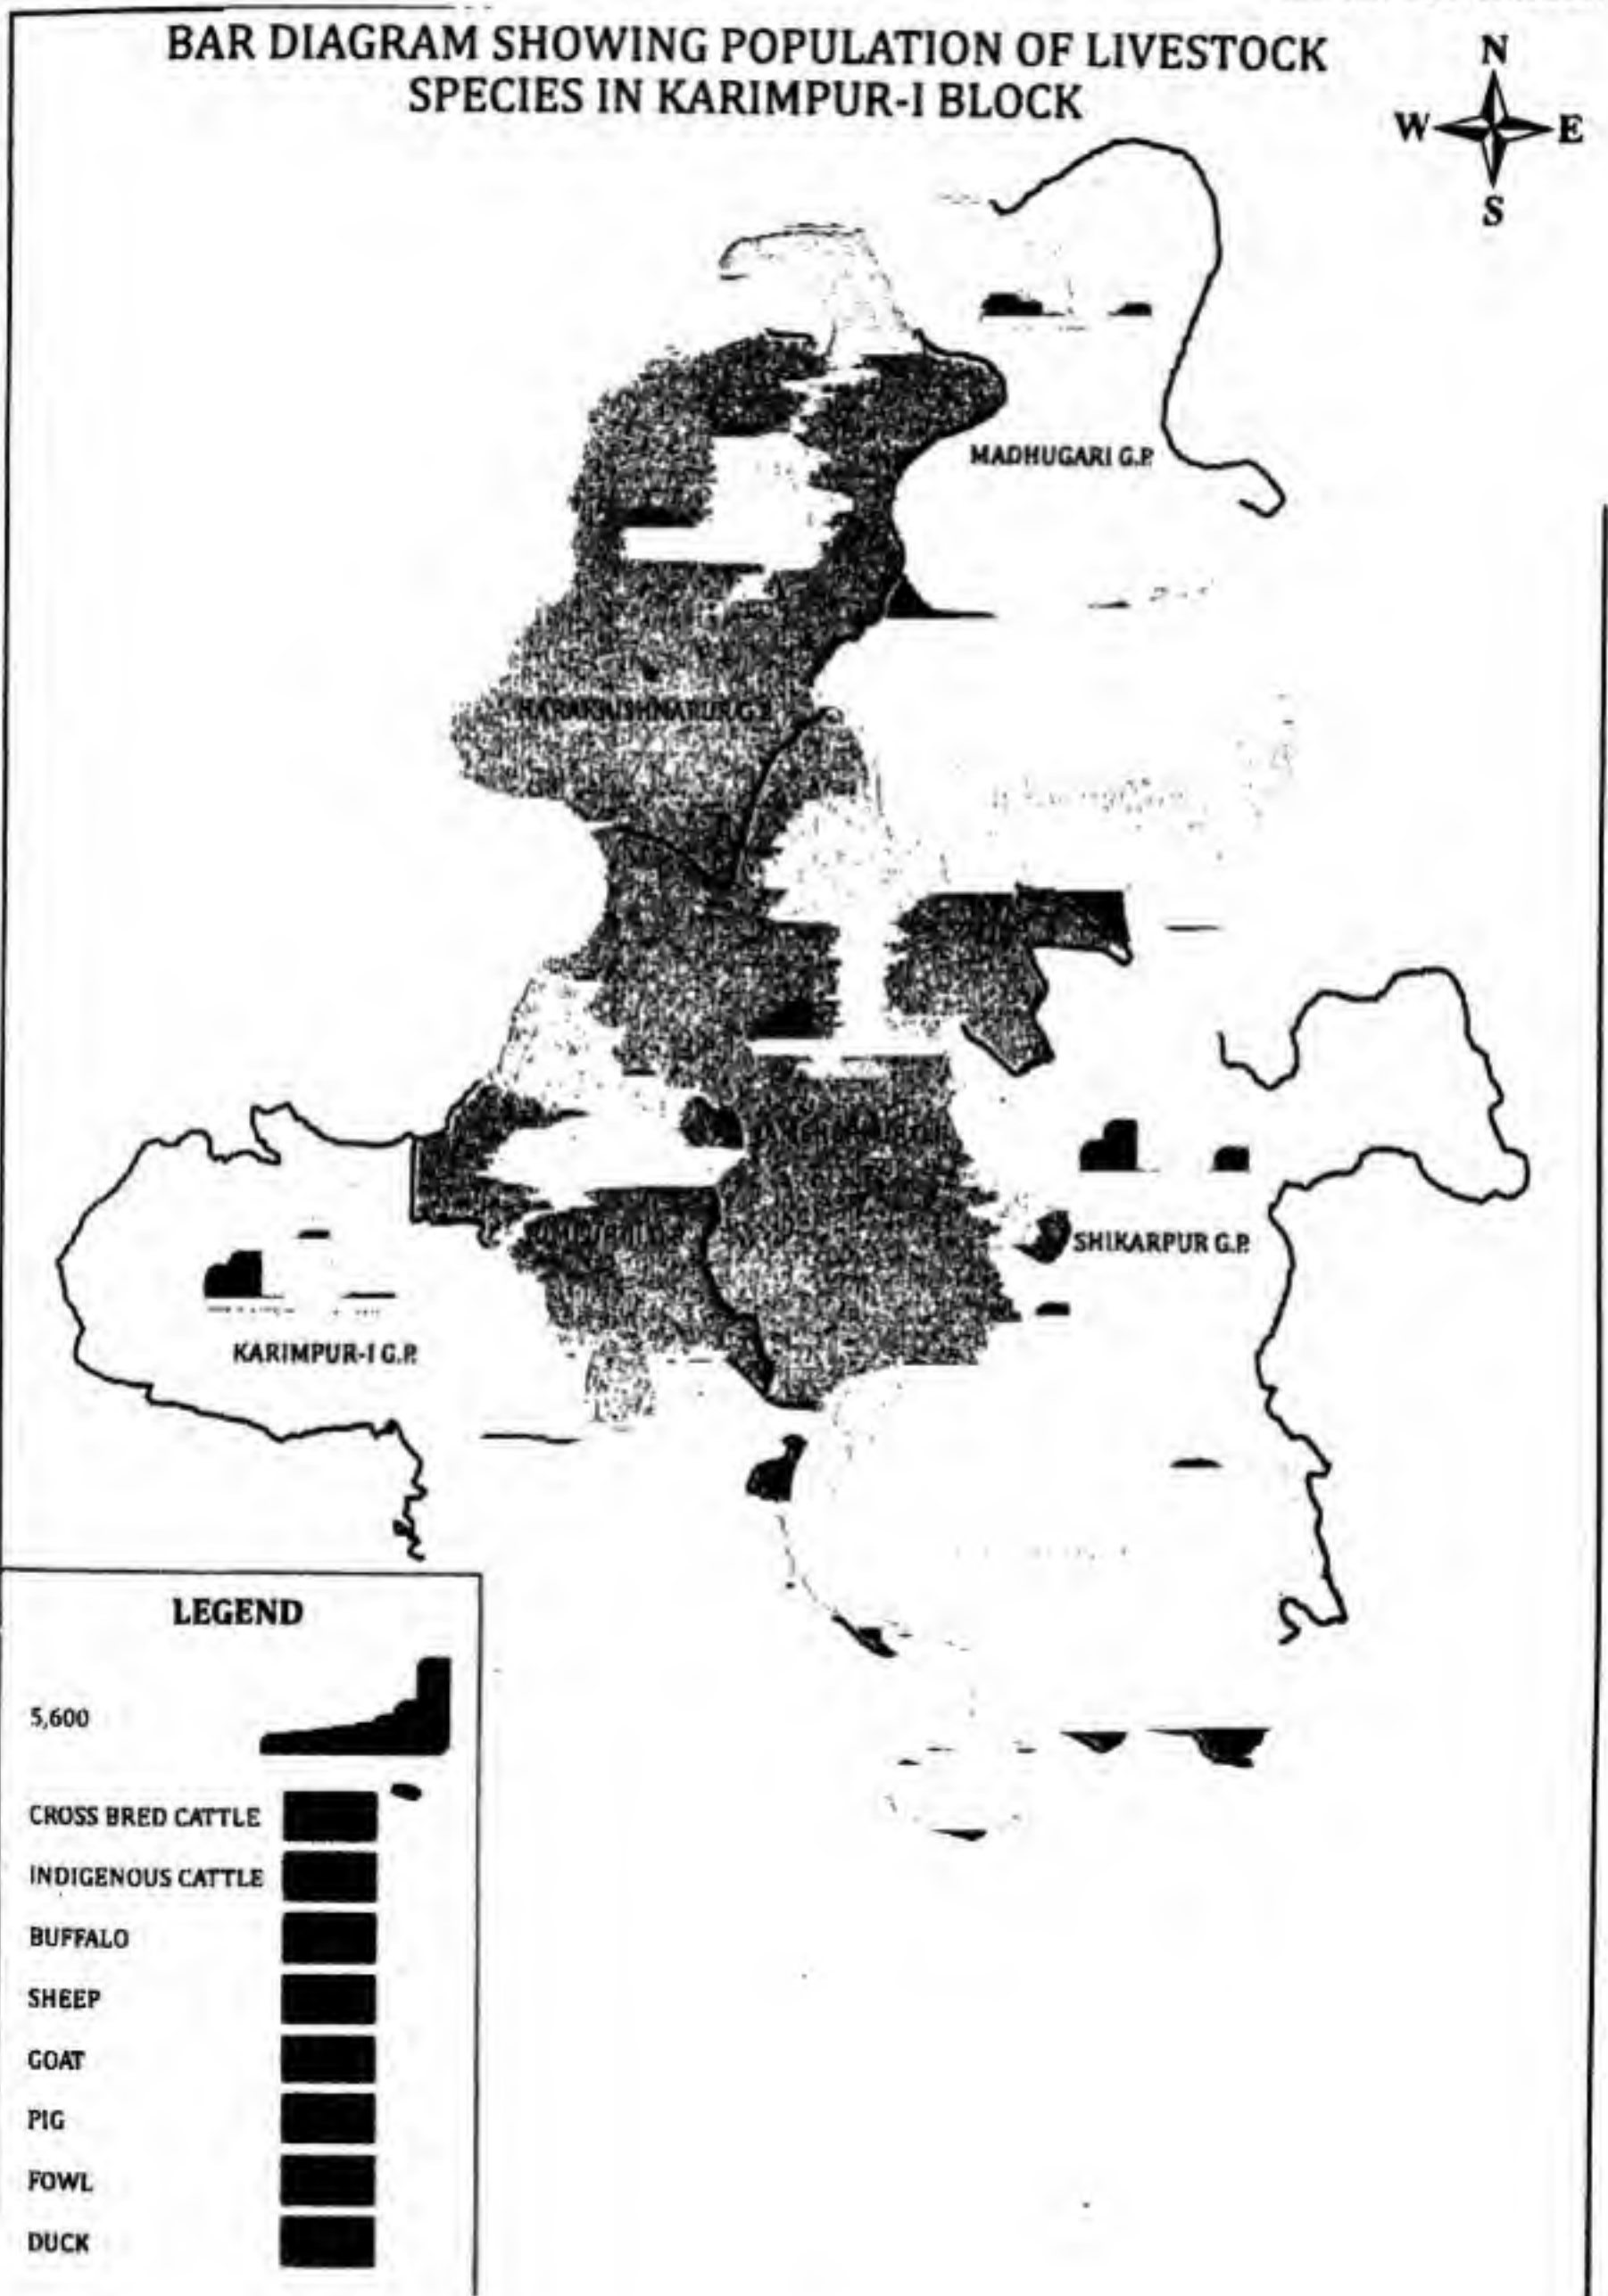 BAR DIAGRAM SHOWING POPULATION OF LIVESTOCK
SPECIES IN KARIMPUR-I BLOCK
N
W E
S
MADHUGARI G.P.
SHIKARPUR G.P.
KARIMPUR-I G.P.
LEGEND
5,600
CROSS BRED CATTLE
INDIGENOUS CATTLE
BUFFALO
SHEEP
GOAT
PIG
FOWL
DUCK